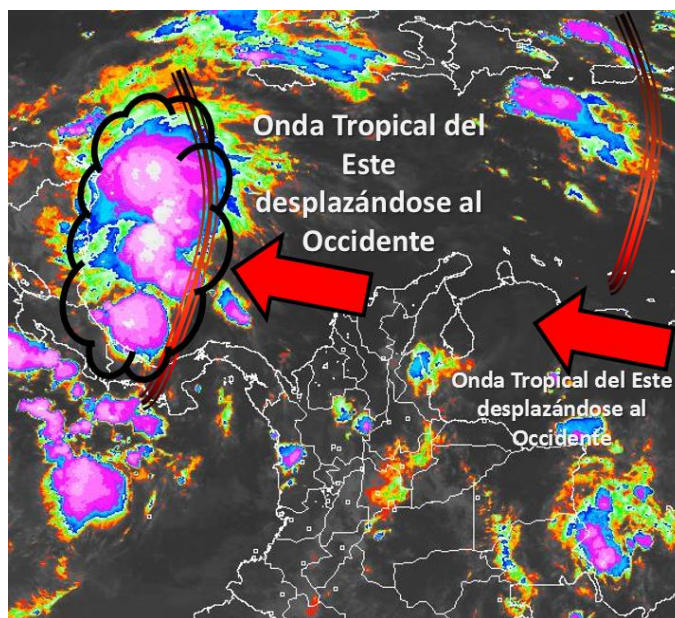 Onda Tropical del
Este
desplazándose al
Occidente
Onda Tropical del Este
desplazándose al
Occidente